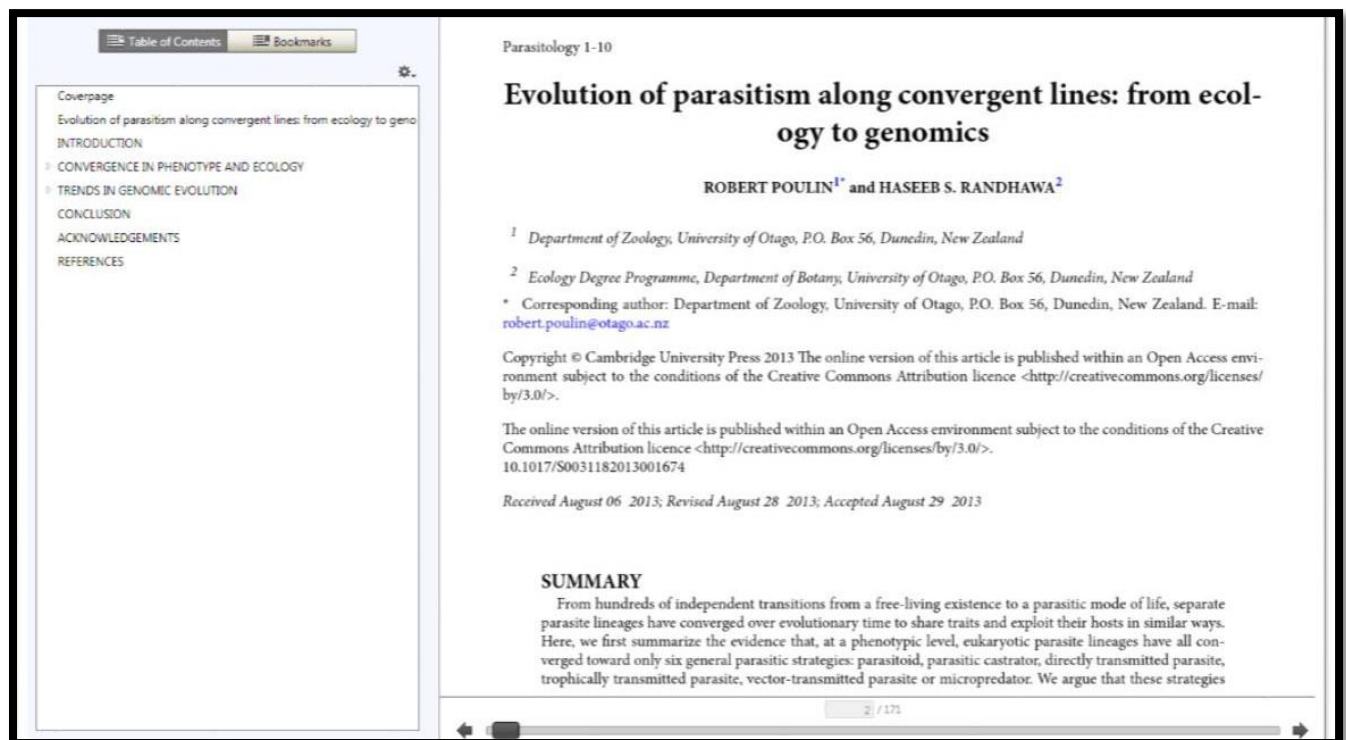 Table of Contents
Bookmarks
Coverpage
Evolution of parasitism along convergent lines: from ecology to geno
INTRODUCTION
CONVERGENCE IN PHENOTYPE AND ECOLOGY
TRENDS IN GENOMIC EVOLUTION
CONCLUSION
ACKNOWLEDGEMENTS
REFERENCES
Parasitology 1-10
Evolution of parasitism along convergent lines: from ecol-
ogy to genomics
ROBERT POULIN1* and HASEEB S. RANDHAWA2
1 Department of Zoology, University of Otago, P.O. Box 56, Dunedin, New Zealand
2 Ecology Degree Programme, Department of Botany, University of Otago, P.O. Box 56, Dunedin, New Zealand
* Corresponding author: Department of Zoology, University of Otago, P.O. Box 56, Dunedin, New Zealand. E-mail:
robert.poulin@otago.ac.nz
Copyright © Cambridge University Press 2013 The online version of this article is published within an Open Access envi-
ronment subject to the conditions of the Creative Commons Attribution licence <http://creativecommons.org/licenses/
by/3.0/>.
The online version of this article is published within an Open Access environment subject to the conditions of the Creative
Commons Attribution licence <http://creativecommons.org/licenses/by/3.0/>.
10.1017/S0031182013001674
Received August 06 2013; Revised August 28 2013; Accepted August 29 2013
SUMMARY
From hundreds of independent transitions from a free-living existence to a parasitic mode of life, separate
parasite lineages have converged over evolutionary time to share traits and exploit their hosts in similar ways.
Here, we first summarize the evidence that, at a phenotypic level, eukaryotic parasite lineages have all con-
verged toward only six general parasitic strategies: parasitoid, parasitic castrator, directly transmitted parasite,
trophically transmitted parasite, vector-transmitted parasite or micropredator. We argue that these strategies
2 / 171